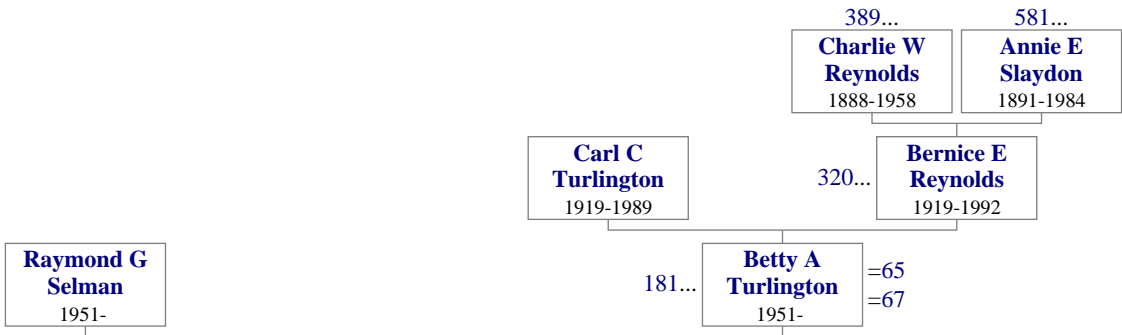 389...
581...
Charlie W
Reynolds
1888-1958
Annie E
Slaydon
1891-1984
Carl C
Turlington
1919-1989
320...
Bernice E
Reynolds
1919-1992
Raymond G
Selman
1951-
181...
Betty A
Turlington
1951-
=65
=67